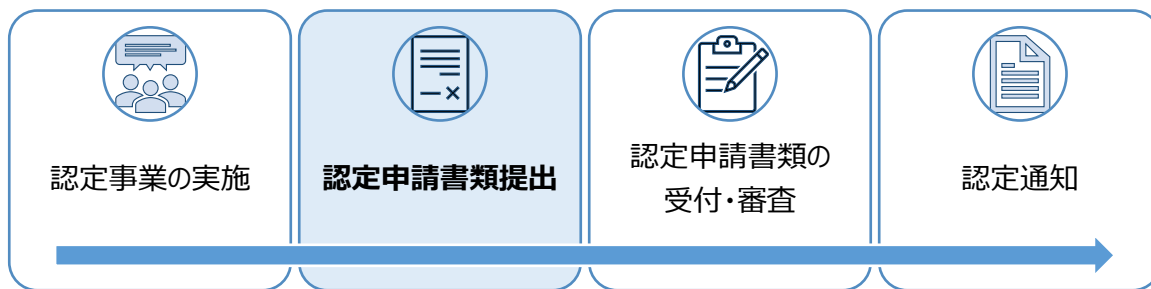 認定事業の実施
認定申請書類提出
認定申請書類の
受付・審査
認定通知